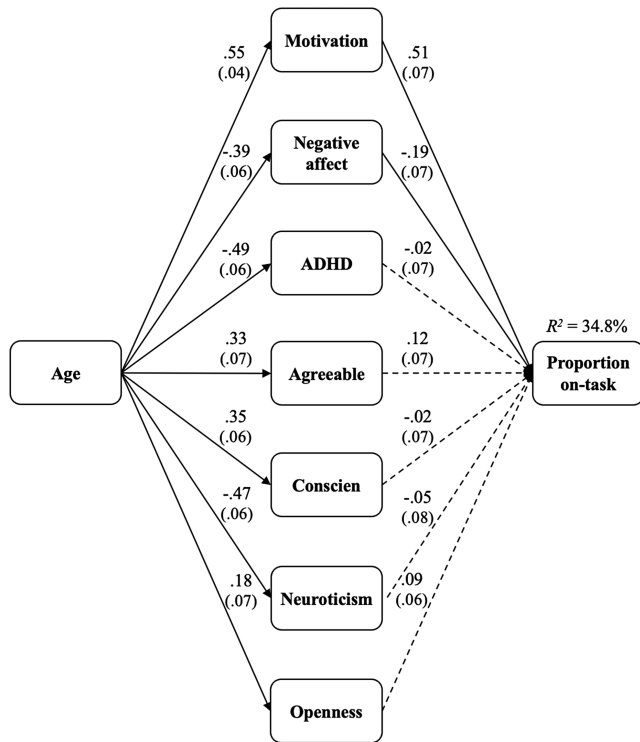 Motivation
.55
(.04)
.51
(.07)
Negative
affect
-.39
(.06)
-.19
(.07)
ADHD
-.49
(.06)
-.02
(.07)
R² = 34.8%
Age
.33
(.07)
Agreeable
.12
(.07)
Proportion
on-task
.35
(.06)
Conscien
-.02
(.07)
-.47
(.06)
-.05
(.08)
.18
(.07)
Neuroticism
.09
(.06)
Openness